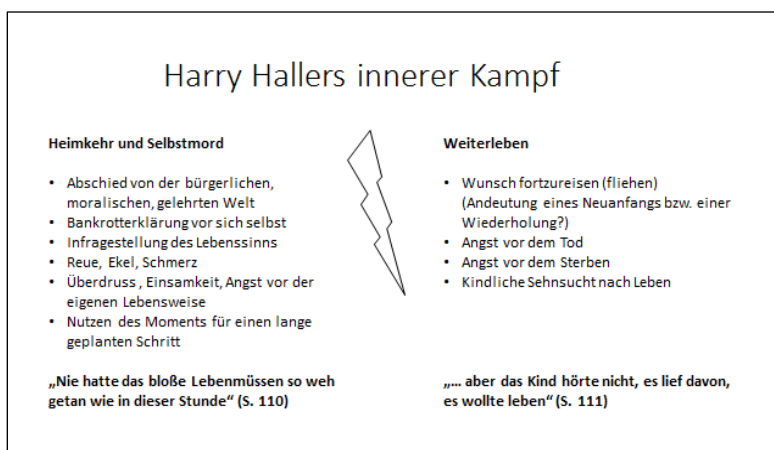 Harry Hallers innerer Kampf
Heimkehr und Selbstmord
• Abschied von der bürgerlichen,
moralischen, gelehrten Welt
• Bankrotterklärung vor sich selbst
• Infragestellung des Lebenssinns
• Reue, Ekel, Schmerz
• Überdruss , Einsamkeit, Angst vor der
eigenen Lebensweise
• Nutzen des Moments für einen lange
geplanten Schritt
„Nie hatte das bloße Lebenmüssen so weh
getan wie in dieser Stunde“ (S. 110)
Weiterleben
• Wunsch fortzureisen (fliehen)
(Andeutung eines Neuanfangs bzw. einer
Wiederholung?)
• Angst vor dem Tod
• Angst vor dem Sterben
• Kindliche Sehnsucht nach Leben
„... aber das Kind hörte nicht, es lief davon,
es wollte leben“ (S. 111)